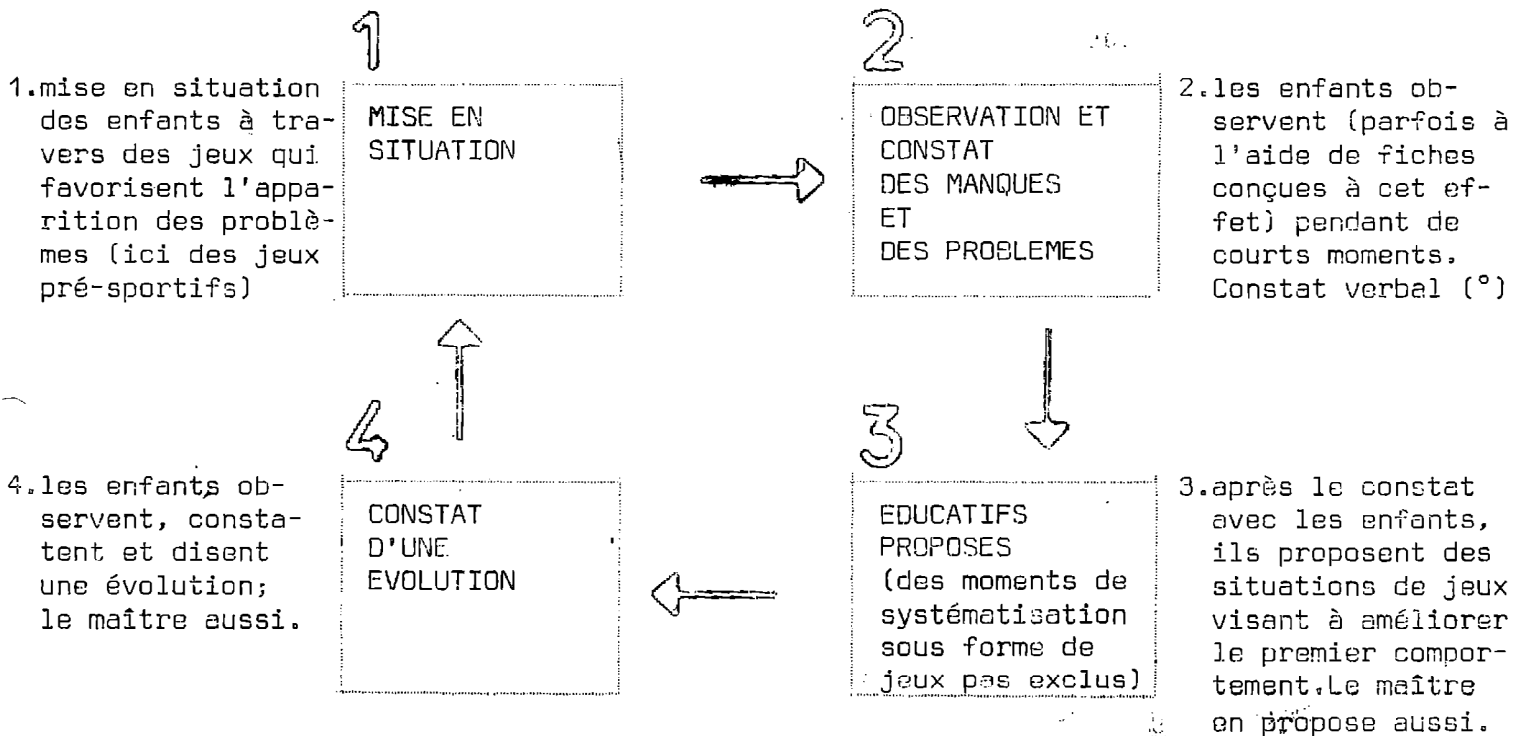 1
1.mise en situation
des enfants à tra-
vers des jeux qui
favorisent l'appa-
rition des problè-
mes (ici des jeux
pré-sportifs)
MISE EN
SITUATION
2
OBSERVATION ET
CONSTAT
DES MANQUES
ET
DES PROBLEMES
2.les enfants ob-
servent (parfois à
l'aide de fiches
conçues à cet ef-
fet) pendant de
courts moments.
Constat verbal (°)
3
EDUCATIFS
PROPOSES
(des moments de
systématisation
sous forme de
jeux pas exclus)
3.après le constat
avec les enfants,
ils proposent des
situations de jeux
visant à améliorer
le premier compor-
tement.Le maître
en propose aussi.
4
4.les enfants ob-
servent, consta-
tent et disent
une évolution;
le maître aussi.
CONSTAT
D'UNE
EVOLUTION